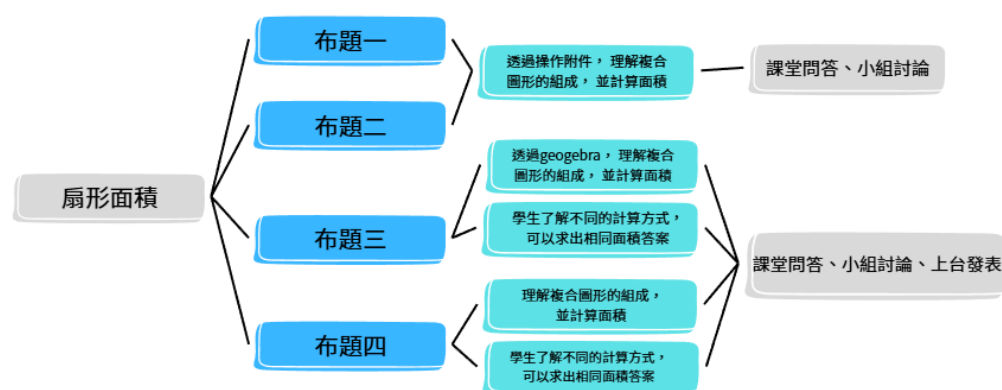 扇形面積
布題一
布題二
布題三
布題四
透過操作附件， 理解複合
圖形的組成， 並計算面積
透過geogebra， 理解複合
圖形的組成， 並計算面積
學生了解不同的計算方式，
可以求出相同面積答案
理解複合圖形的組成，
並計算面積
學生了解不同的計算方式，
可以求出相同面積答案
課堂問答、小組討論
課堂問答、小組討論、上台發表